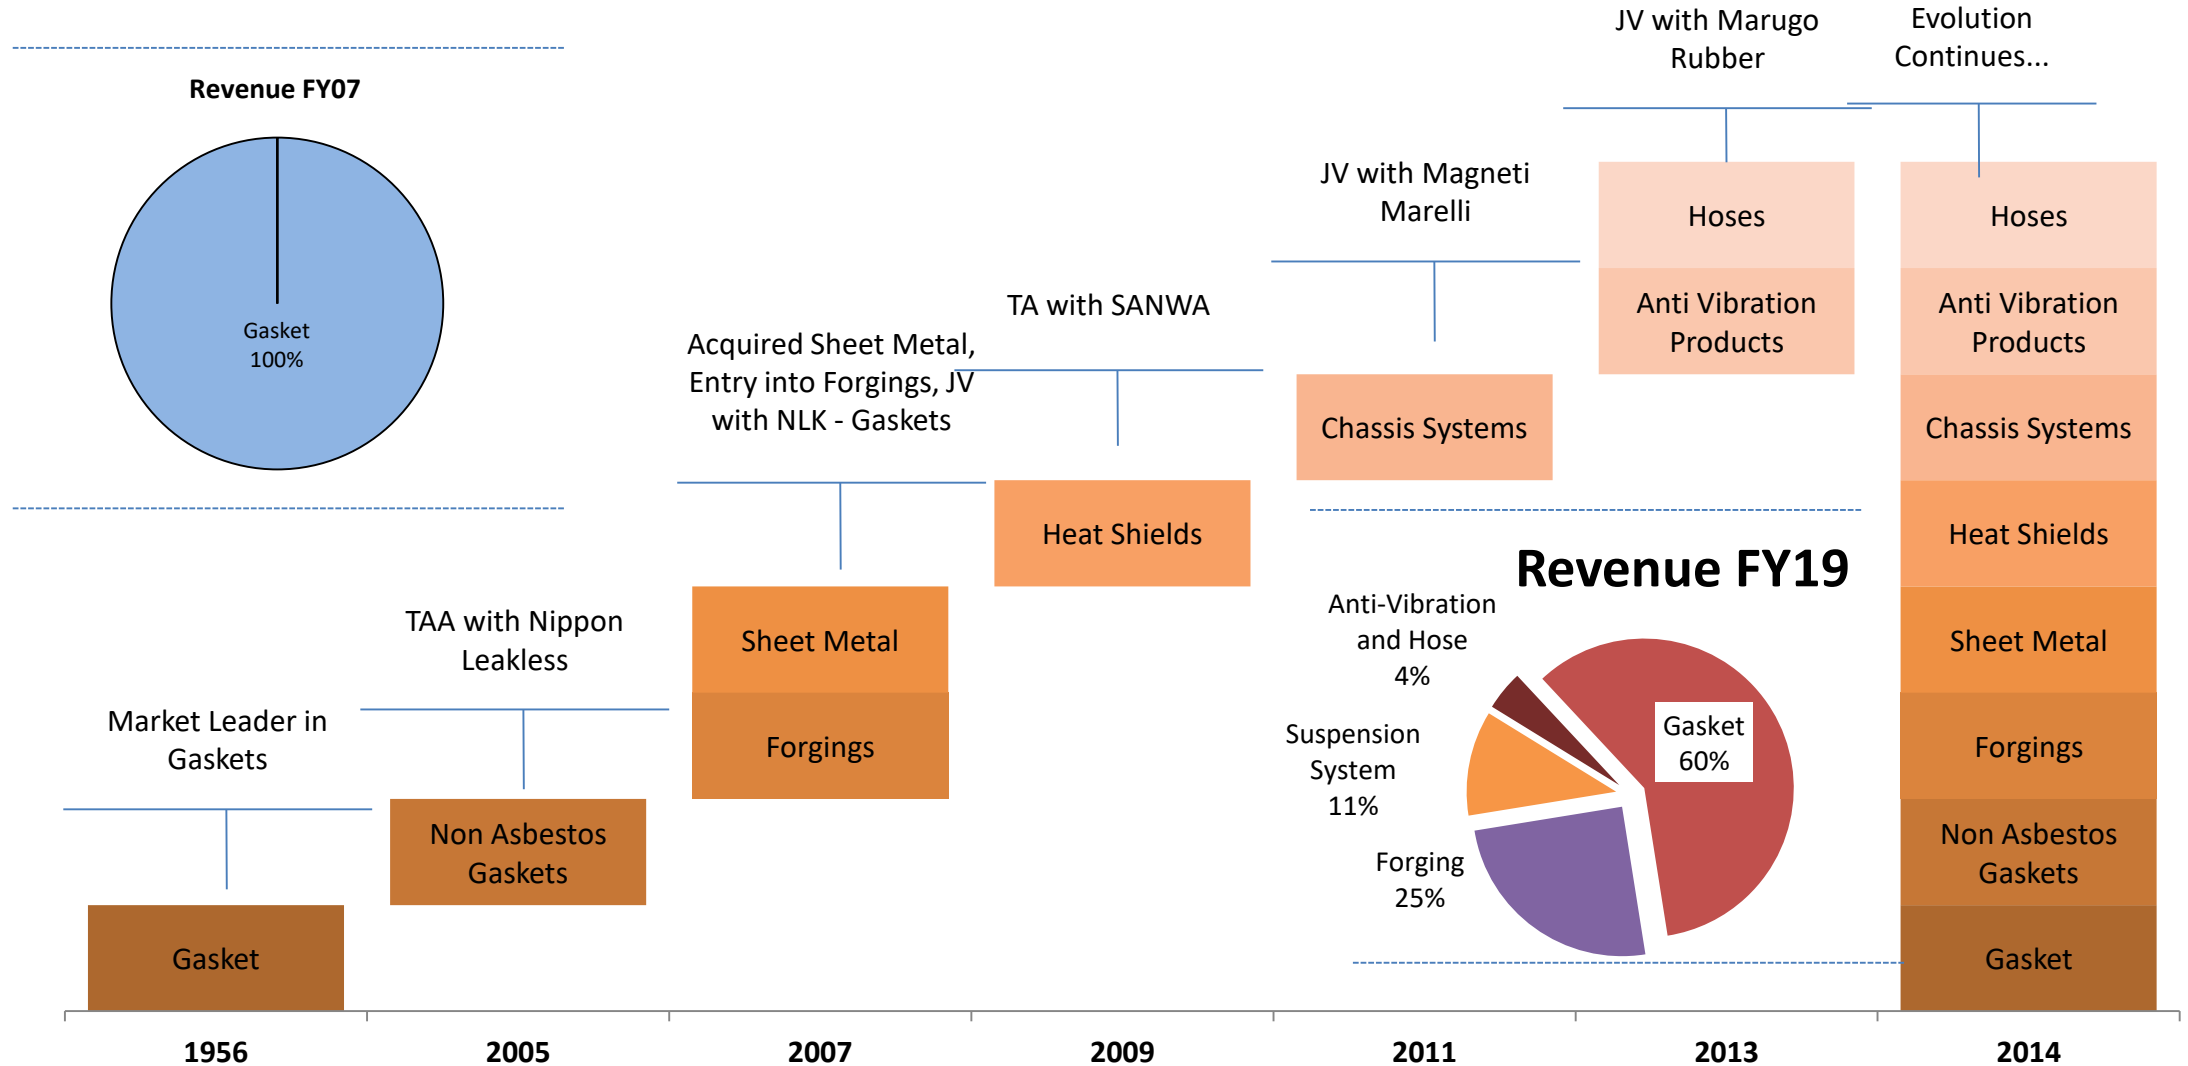 Revenue FY07
Gasket
100%
Market Leader in
Gaskets
Gasket
TAA with Nippon
Leakless
Non Asbestos
Gaskets
Acquired Sheet Metal,
Entry into Forgings, JV
with NLK - Gaskets
Sheet Metal
Forgings
TA with SANWA
Heat Shields
JV with Magneti
Marelli
Chassis Systems
JV with Marugo
Rubber
Hoses
Anti Vibration
Products
Evolution
Continues...
Hoses
Anti Vibration
Products
Chassis Systems
Heat Shields
Sheet Metal
Forgings
Non Asbestos
Gaskets
Gasket
Revenue FY19
Anti-Vibration
and Hose
4%
Suspension
System
11%
Forging
25%
Gasket
60%
1956
2005
2007
2009
2011
2013
2014